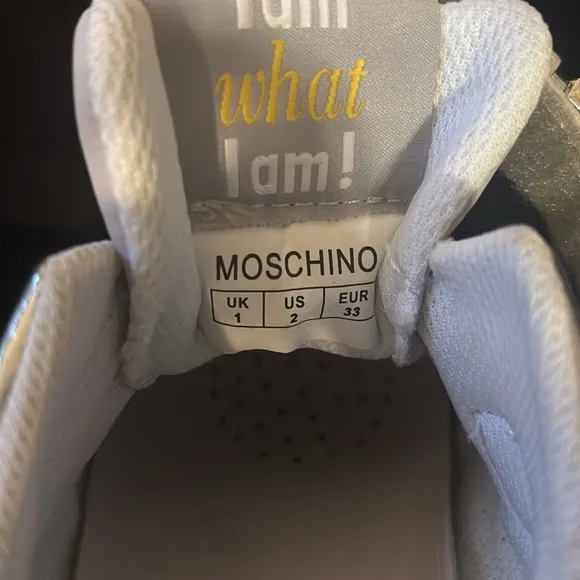 I am
what
I am!
MOSCHINO
UK US EUR
1 2 33